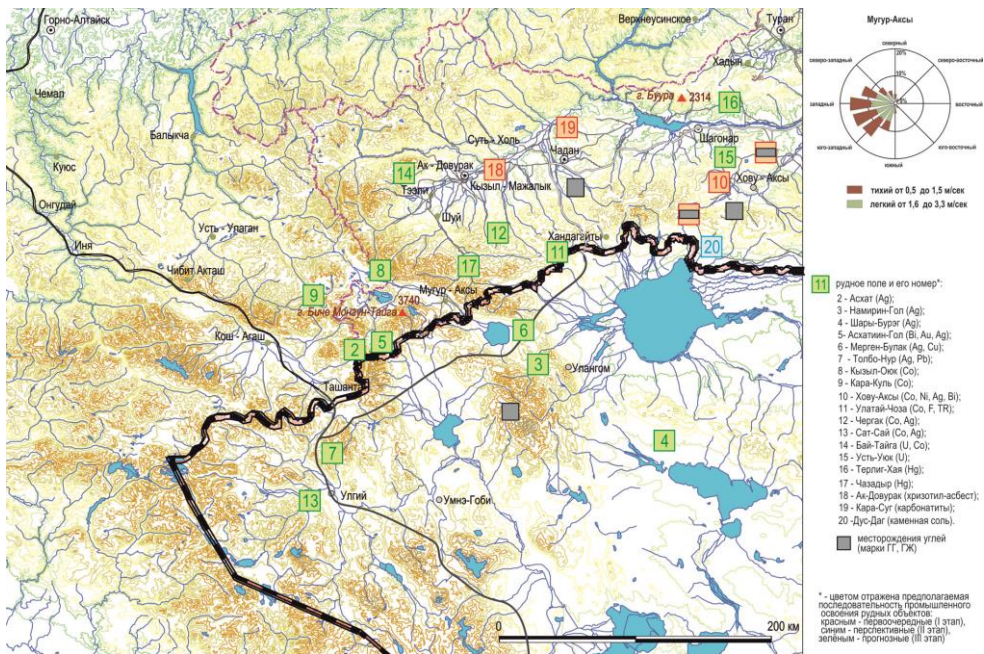 Горно-Алтайск
Верхнеусинское
Туран
Хадын
Чемал
г. Буура
2314
16
Балыкча
19
Суть - Холь
Шагонар
Чадан
15
Куюс
14
Ак - Довурак
18
10
Хову - Аксы
Тээли
Кызыл - Мажалык
Онгудай
Шуй
Усть - Улаган
12
Хандагайты
Иня
11
20
Чибит Акташ
8
17
9
Мугур - Аксы
3740
г. Биче Монгун-Тайга
Кош - Агаш
5
6
2
3
Улангом
Ташанта
4
7
13
Улгий
Умнэ-Гоби
0
200 км
Мугур-Аксы
северный
северо-западный
северо-восточный
20%
10%
западный
восточный
юго-западный
юго-восточный
южный
тихий от 0,5 до 1,5 м/сек
легкий от 1,6 до 3,3 м/сек
11
рудное поле и его номер*:
2 - Асхат (Ag);
3 - Намирин-Гол (Ag);
4 - Шары-Бурэг (Ag);
5- Асхатиин-Гол (Bi, Au, Ag);
6 - Мерген-Булак (Ag, Cu);
7 - Толбо-Нур (Ag, Pb);
8 - Кызыл-Оюк (Co);
9 - Кара-Куль (Co);
10 - Хову-Аксы (Co, Ni, Ag, Bi);
11 - Улатай-Чоза (Co, F, TR);
12 - Чергак (Co, Ag);
13 - Сат-Сай (Co, Ag);
14 - Бай-Тайга (U, Co);
15 - Усть-Уюк (U);
16 - Терлиг-Хая (Hg);
17 - Чазадыр (Hg);
18 - Ак-Довурак (хризотил-асбест);
19 - Кара-Суг (карбонатиты);
20 -Дус-Даг (каменная соль).
месторождения углей
(марки ГГ, ГЖ)
* - цветом отражена предполагаемая
последовательность промышленного
освоения рудных объектов:
красным - первоочередные (I этап),
синим - перспективные (II этап),
зелёным - прогнозные (III этап)